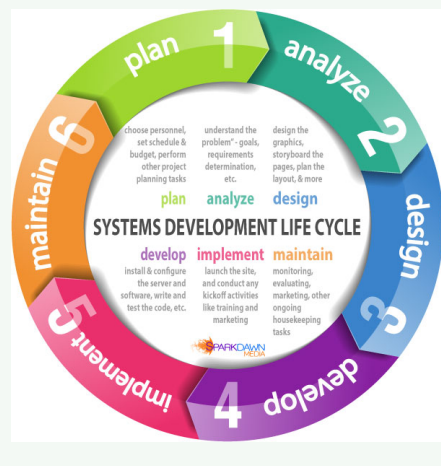 plan 1
analyze 2
design 3
develop 4
implement 5
maintain 6
choose personnel,
set schedule &
budget, perform
other project
planning tasks
plan
understand the
problem" - goals,
requirements
determination,
etc.
analyze
design the
graphics,
storyboard the
pages, plan the
layout, & more
design
SYSTEMS DEVELOPMENT LIFE CYCLE
develop
install & configure
the server and
software, write and
test the code, etc.
implement
launch the site,
and conduct any
kickoff activities
like training and
marketing
maintain
monitoring,
evaluating,
marketing, other
ongoing
housekeeping
tasks
SPARKDAWN
MEDIA